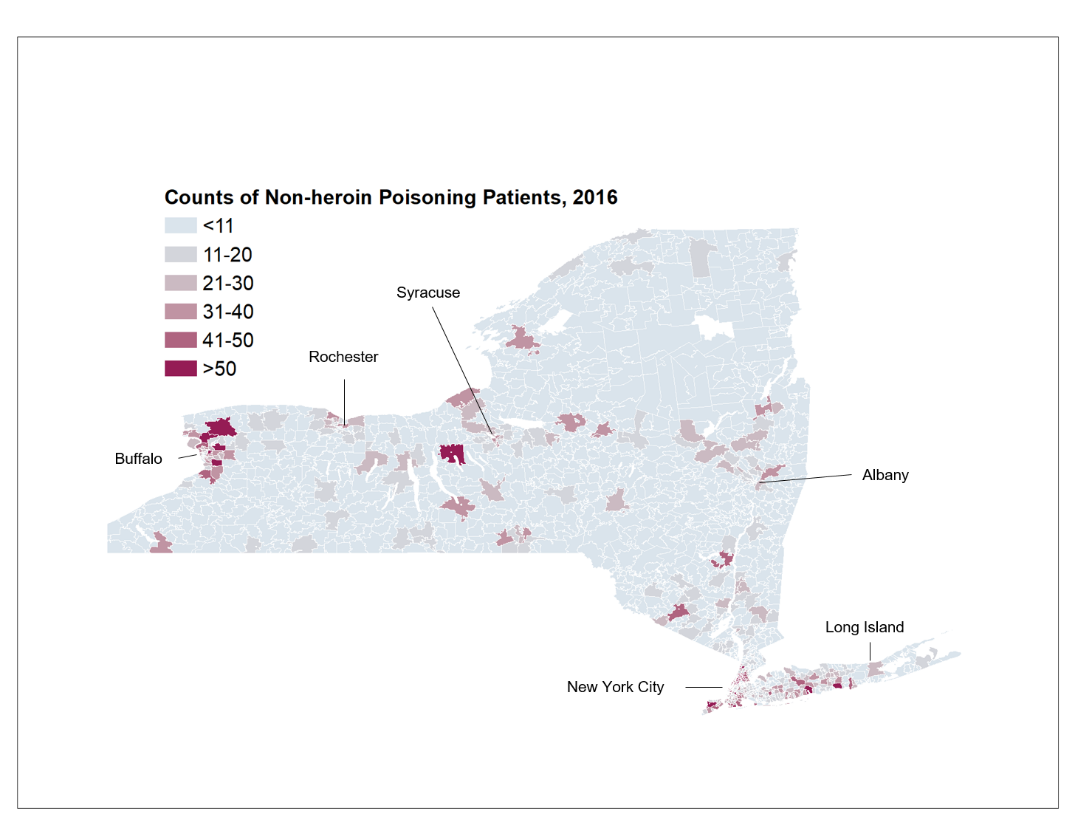 Counts of Non-heroin Poisoning Patients, 2016
<11
11-20
21-30
31-40
41-50
>50
Syracuse
Rochester
Buffalo
Albany
Long Island
New York City